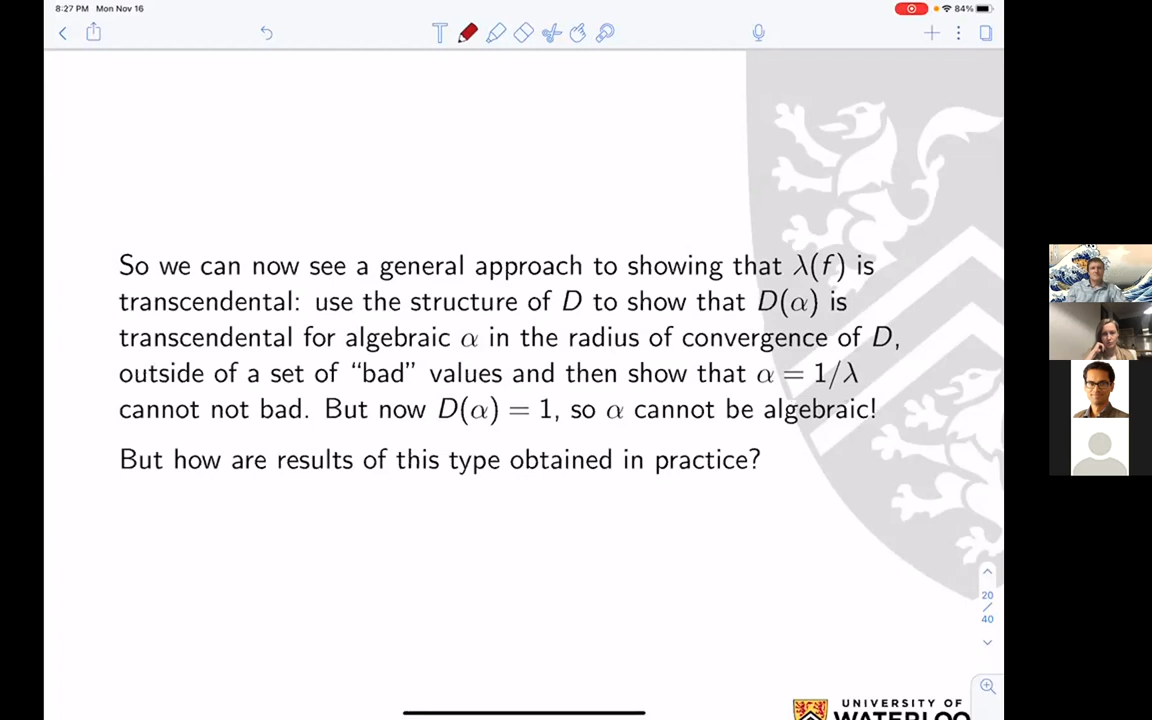 8:27 PM Mon Nov 16
84%
T
So we can now see a general approach to showing that λ(f) is
transcendental: use the structure of D to show that D(α) is
transcendental for algebraic α in the radius of convergence of D,
outside of a set of “bad” values and then show that α = 1/λ
cannot not bad. But now D(α) = 1, so α cannot be algebraic!
But how are results of this type obtained in practice?
20
/
40
UNIVERSITY OF
WATERLOO